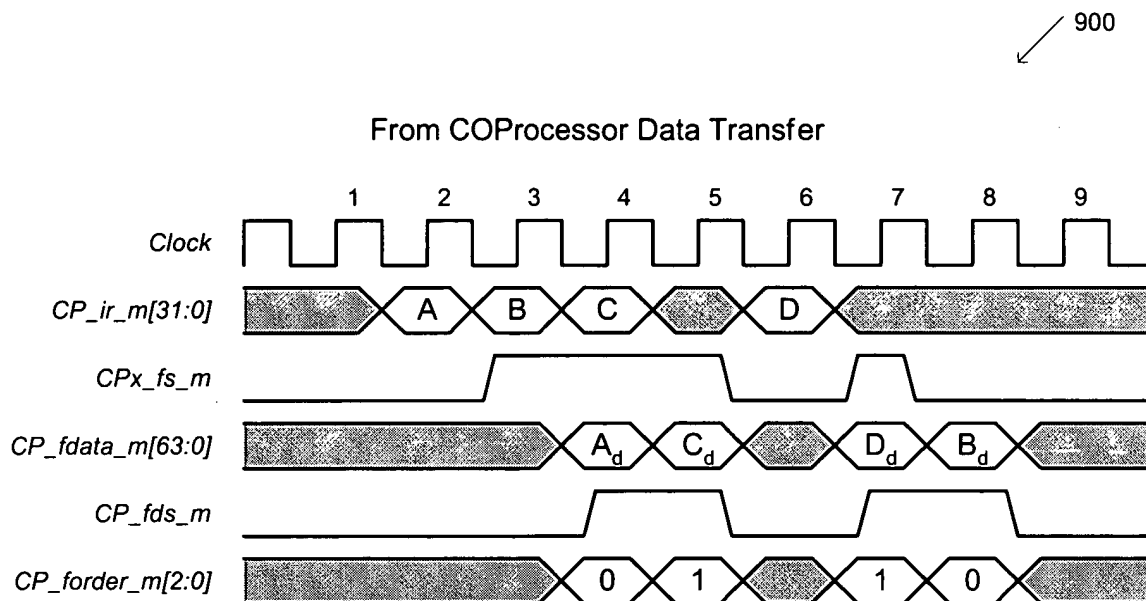 900
From COProcessor Data Transfer
1 2 3 4 5 6 7 8 9
Clock
CP_ir_m[31:0] A B C D
CPx_fs_m
CP_fdata_m[63:0] Ad Cd Dd Bd
CP_fds_m
CP_forder_m[2:0] 0 1 1 0